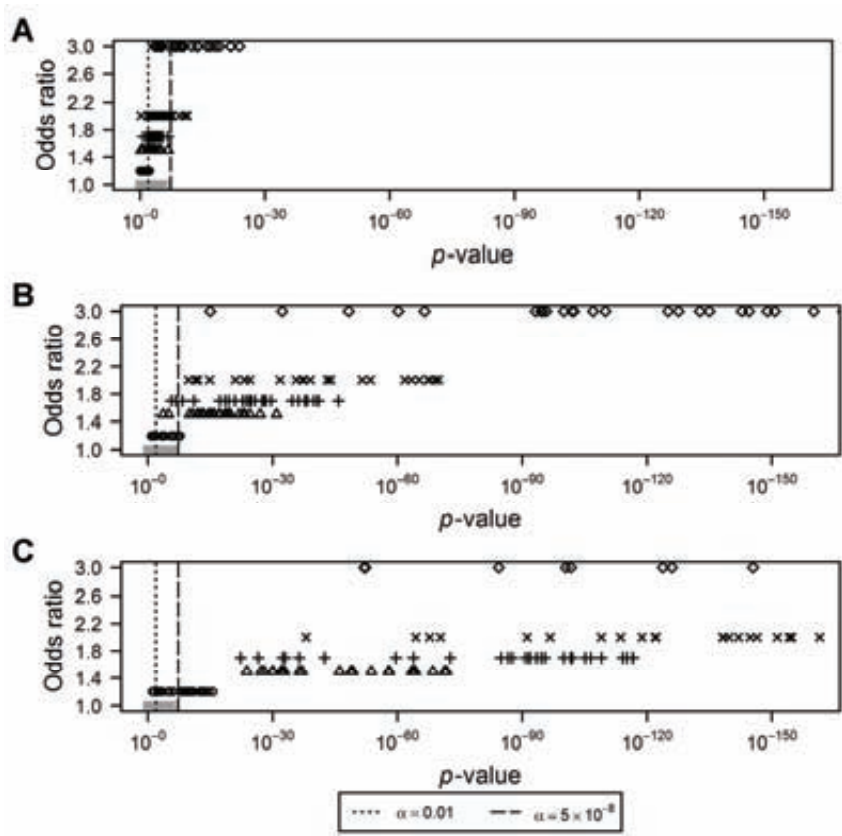 A
Odds ratio
3.0
2.6
2.2
1.8
1.4
1.0
10⁻⁰ 10⁻³⁰ 10⁻⁶⁰ 10⁻⁹⁰ 10⁻¹²⁰ 10⁻¹⁵⁰
p-value
B
Odds ratio
3.0
2.6
2.2
1.8
1.4
1.0
10⁻⁰ 10⁻³⁰ 10⁻⁶⁰ 10⁻⁹⁰ 10⁻¹²⁰ 10⁻¹⁵⁰
p-value
C
Odds ratio
3.0
2.6
2.2
1.8
1.4
1.0
10⁻⁰ 10⁻³⁰ 10⁻⁶⁰ 10⁻⁹⁰ 10⁻¹²⁰ 10⁻¹⁵⁰
p-value
α = 0.01 α = 5 × 10⁻⁸